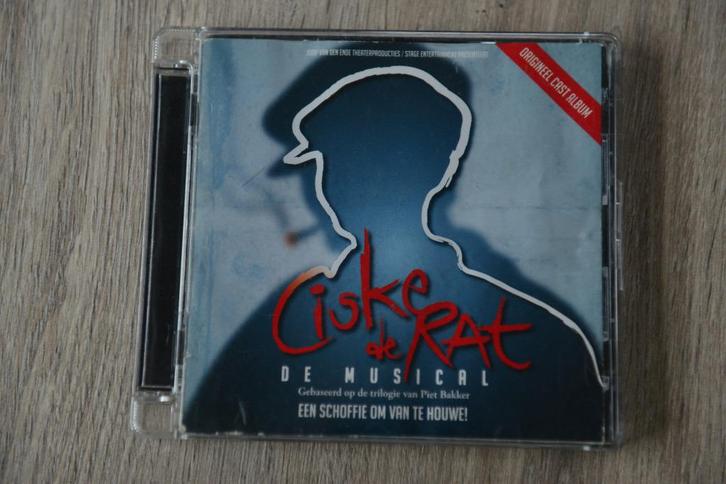 JOOP VAN DEN ENDE THEATERPRODUCTIES / STAGE ENTERTAINMENT PRESENTEERT
ORIGINEEL CAST ALBUM
Ciske
de RAt
DE MUSICAL
Gebaseerd op de trilogie van Piet Bakker
EEN SCHOFFIE OM VAN TE HOUWE!